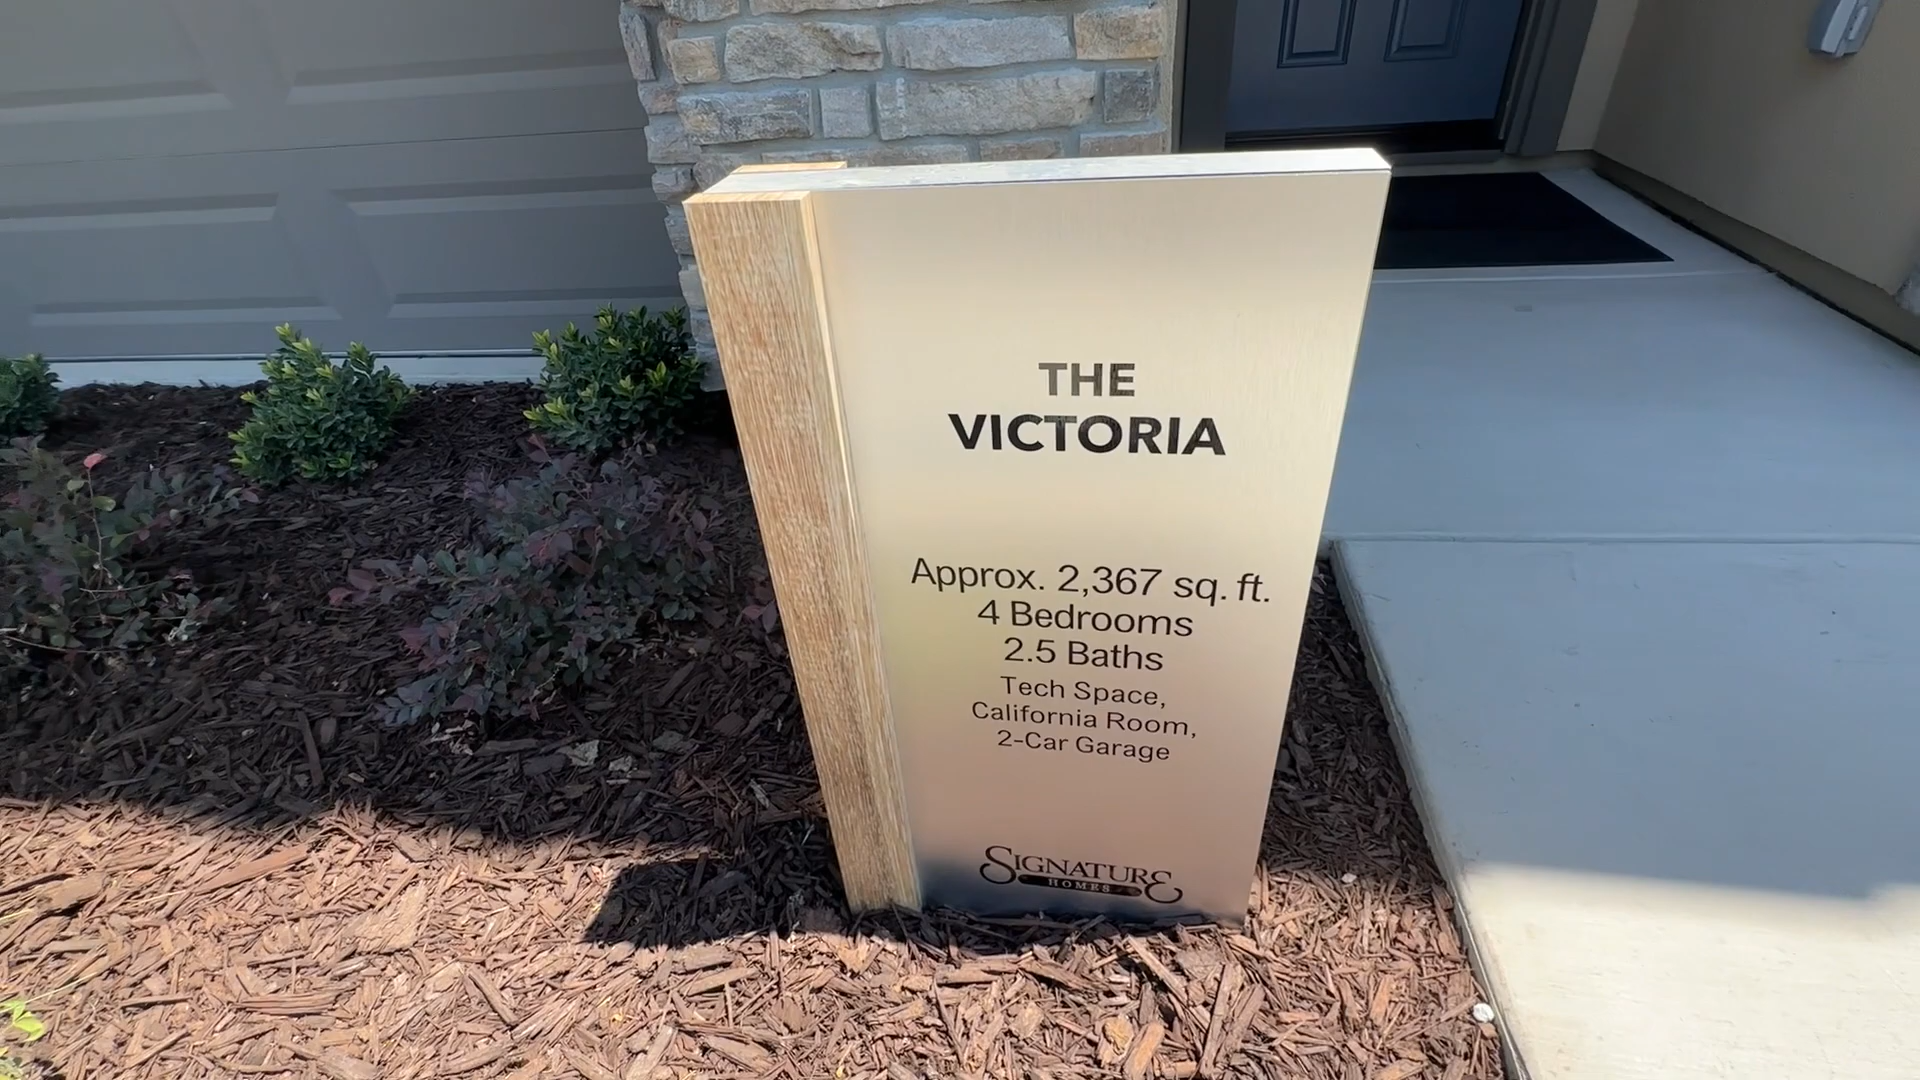 THE
VICTORIA
Approx. 2,367 sq. ft.
4 Bedrooms
2.5 Baths
Tech Space,
California Room,
2-Car Garage
SIGNATURE
HOMES